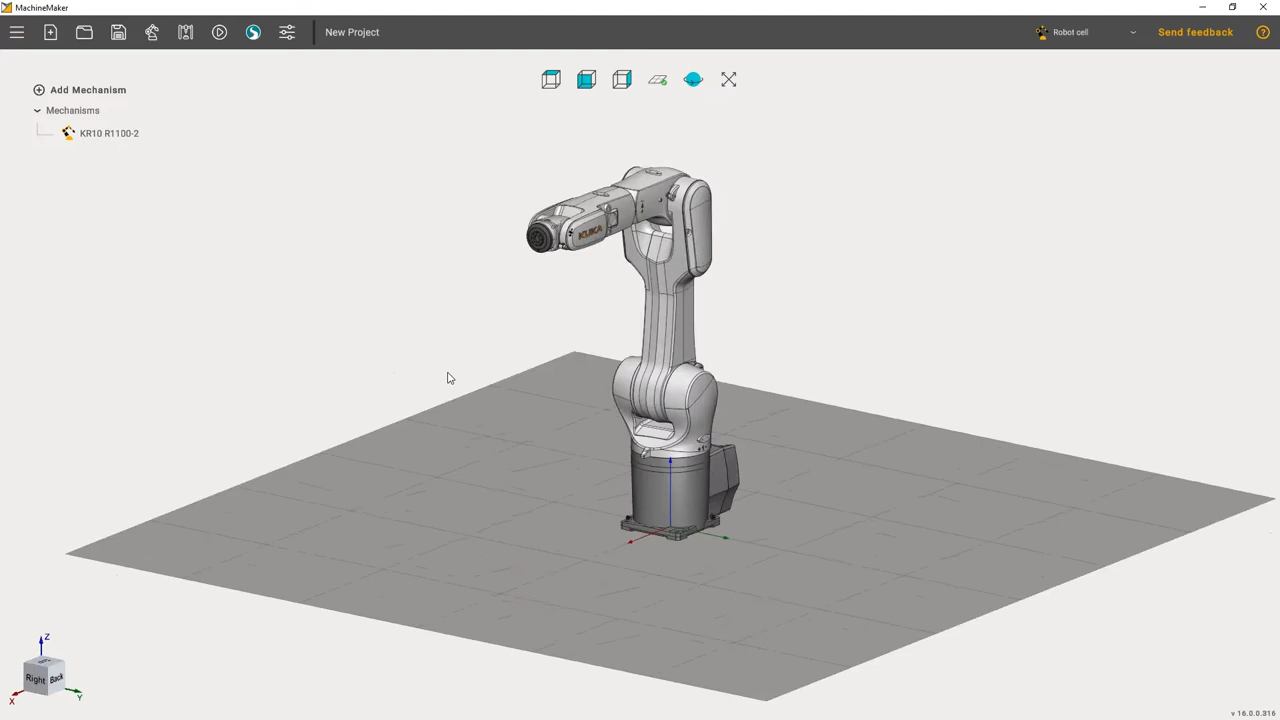 MachineMaker
New Project
Robot cell
Send feedback
?
Add Mechanism
Mechanisms
KR10 R1100-2
KUKA
Z
Right
Back
X
Y
v 16.0.0.316